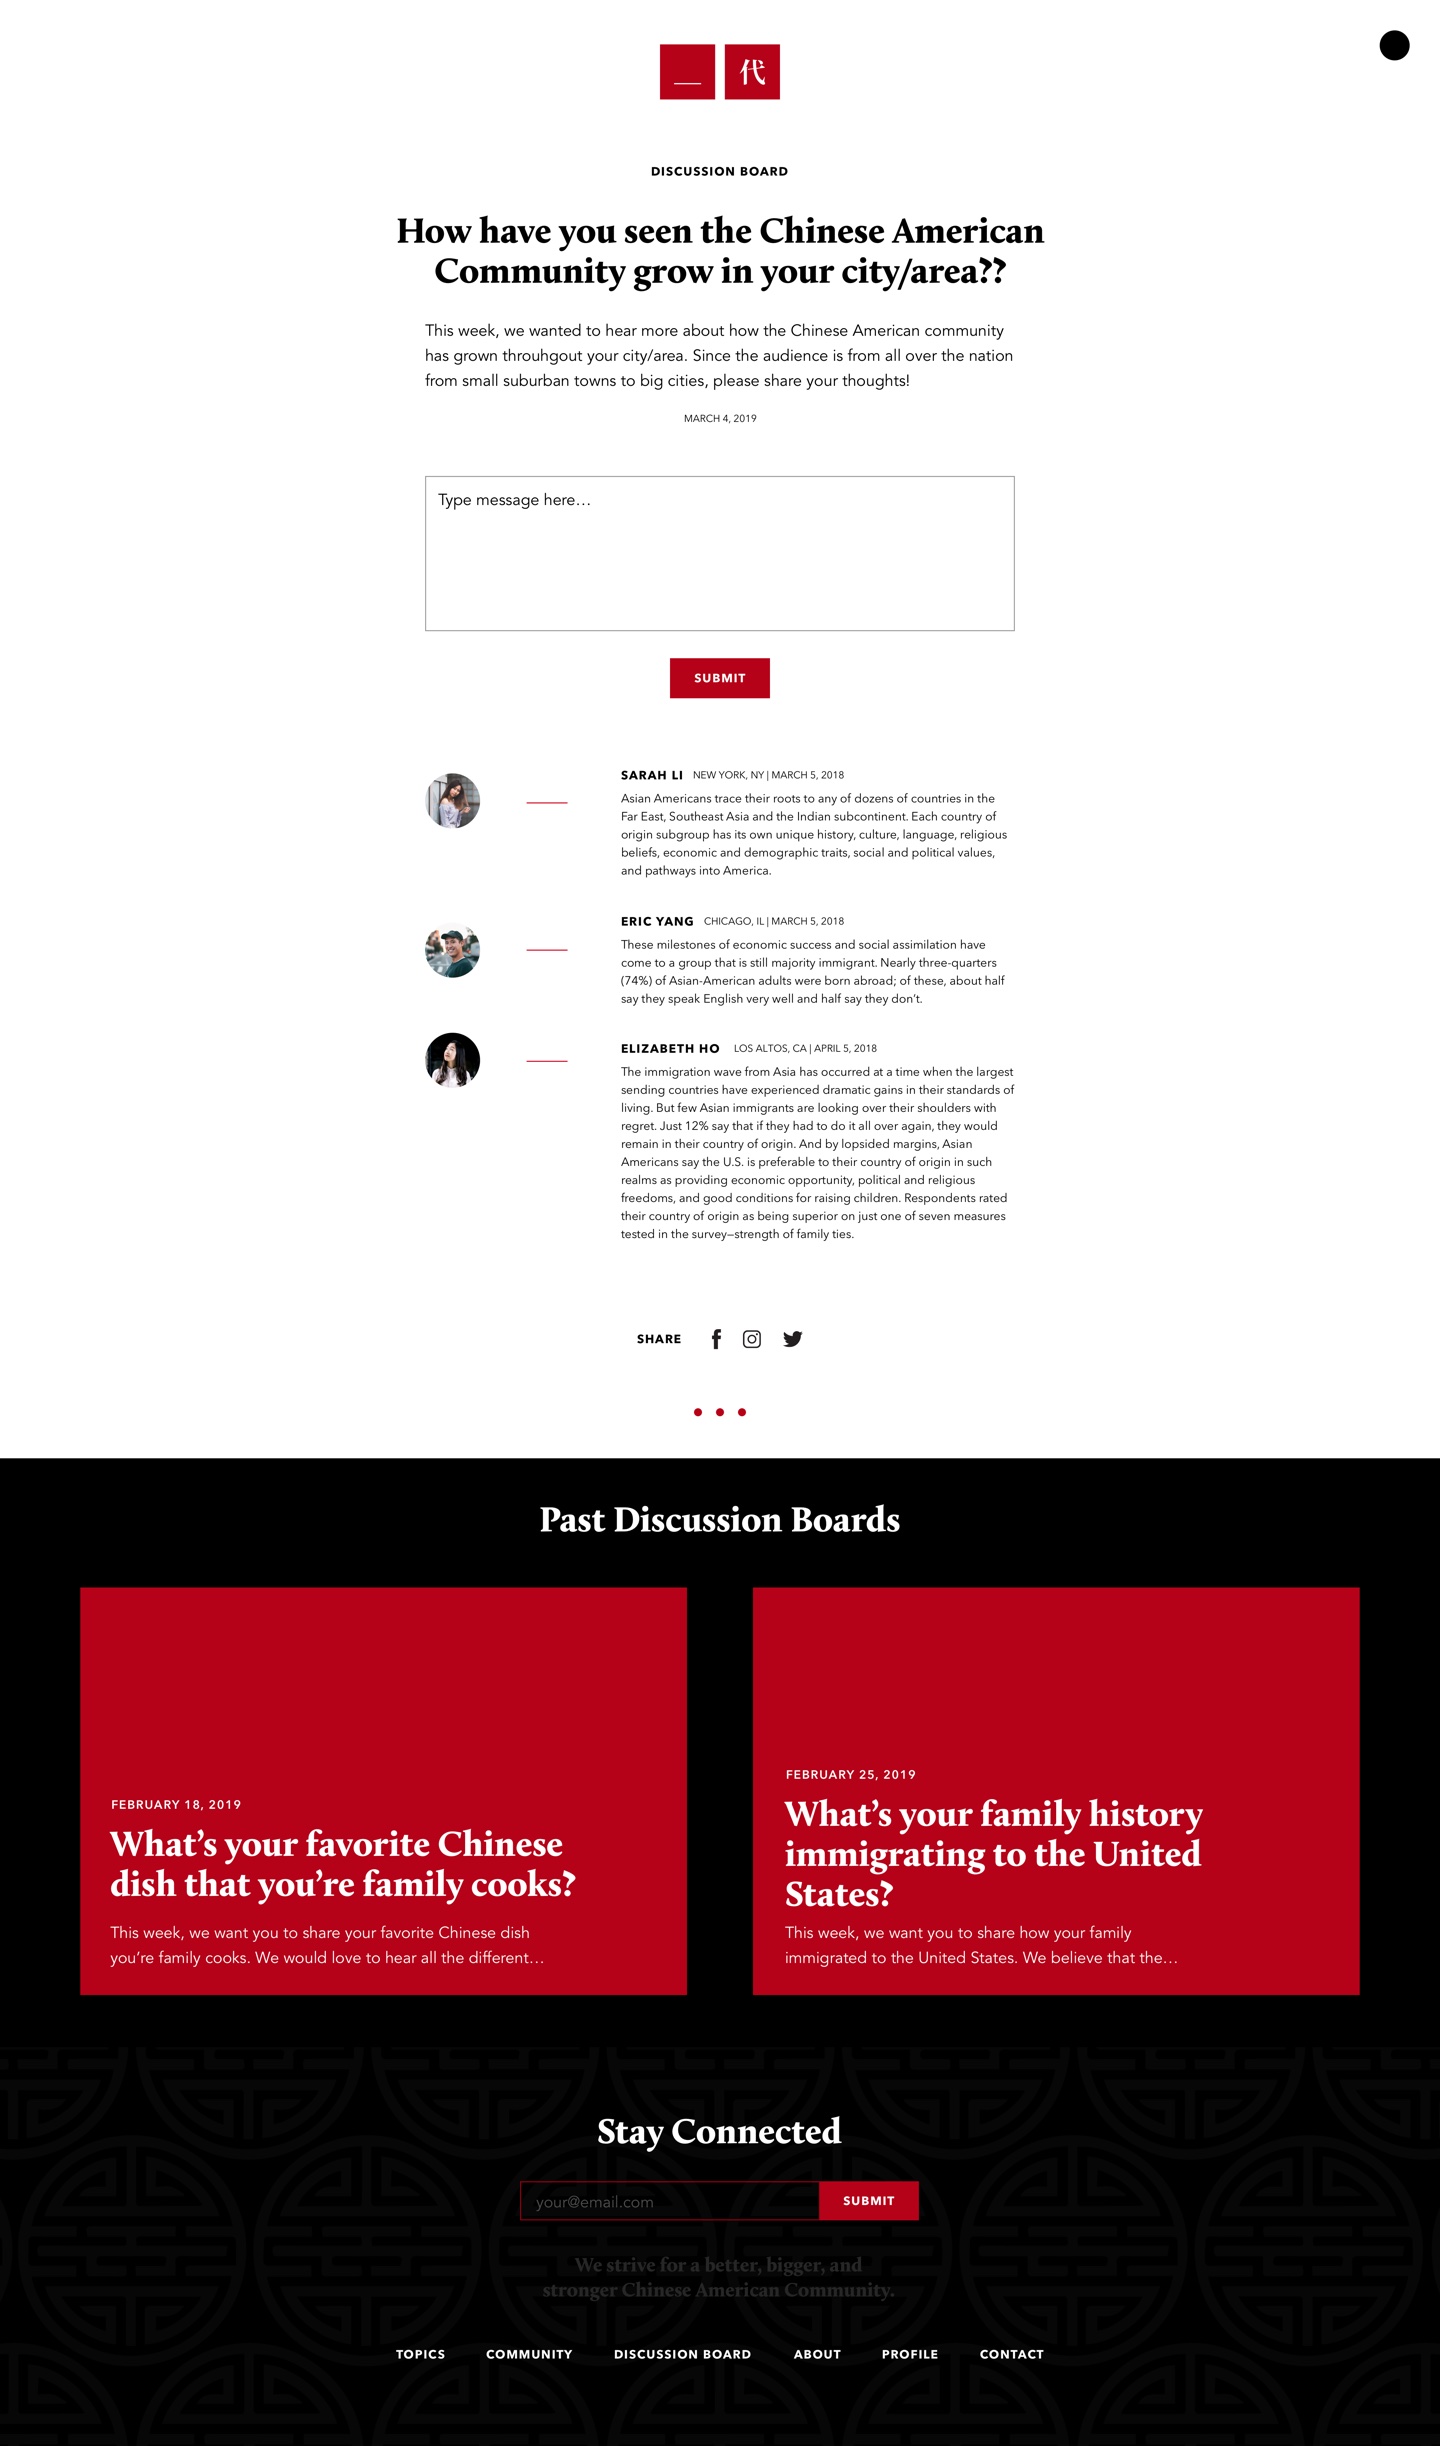 一代
DISCUSSION BOARD
How have you seen the Chinese American
Community grow in your city/area??
This week, we wanted to hear more about how the Chinese American community
has grown throuhgout your city/area. Since the audience is from all over the nation
from small suburban towns to big cities, please share your thoughts!
MARCH 4, 2019
Type message here…
SUBMIT
SARAH LI NEW YORK, NY | MARCH 5, 2018
Asian Americans trace their roots to any of dozens of countries in the
Far East, Southeast Asia and the Indian subcontinent. Each country of
origin subgroup has its own unique history, culture, language, religious
beliefs, economic and demographic traits, social and political values,
and pathways into America.
ERIC YANG CHICAGO, IL | MARCH 5, 2018
These milestones of economic success and social assimilation have
come to a group that is still majority immigrant. Nearly three-quarters
(74%) of Asian-American adults were born abroad; of these, about half
say they speak English very well and half say they don't.
ELIZABETH HO LOS ALTOS, CA | APRIL 5, 2018
The immigration wave from Asia has occurred at a time when the largest
sending countries have experienced dramatic gains in their standards of
living. But few Asian immigrants are looking over their shoulders with
regret. Just 12% say that if they had to do it all over again, they would
remain in their country of origin. And by lopsided margins, Asian
Americans say the U.S. is preferable to their country of origin in such
realms as providing economic opportunity, political and religious
freedoms, and good conditions for raising children. Respondents rated
their country of origin as being superior on just one of seven measures
tested in the survey—strength of family ties.
SHARE
Past Discussion Boards
FEBRUARY 18, 2019
What's your favorite Chinese
dish that you're family cooks?
This week, we want you to share your favorite Chinese dish
you're family cooks. We would love to hear all the different…
FEBRUARY 25, 2019
What's your family history
immigrating to the United
States?
This week, we want you to share how your family
immigrated to the United States. We believe that the…
Stay Connected
your@email.com
SUBMIT
We strive for a better, bigger, and
stronger Chinese American Community.
TOPICS COMMUNITY DISCUSSION BOARD ABOUT PROFILE CONTACT